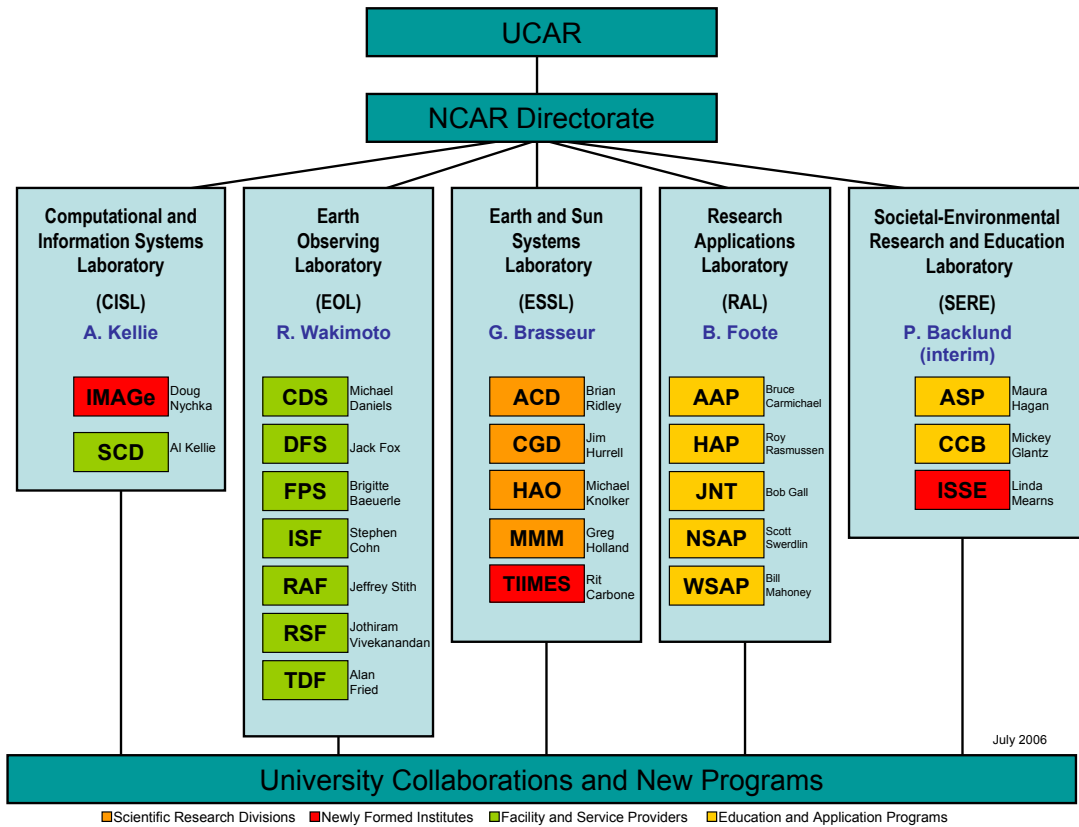 UCAR
NCAR Directorate
Computational and
Information Systems
Laboratory
(CISL)
A. Kellie
IMAGe
Doug
Nychka
SCD
Al Kellie
Earth
Observing
Laboratory
(EOL)
R. Wakimoto
CDS
Michael
Daniels
DFS
Jack Fox
FPS
Brigitte
Baeuerle
ISF
Stephen
Cohn
RAF
Jeffrey Stith
RSF
Jothiram
Vivekanandan
TDF
Alan
Fried
Earth and Sun
Systems
Laboratory
(ESSL)
G. Brasseur
ACD
Brian
Ridley
CGD
Jim
Hurrell
HAO
Michael
Knolker
MMM
Greg
Holland
TIIMES
Rit
Carbone
Research
Applications
Laboratory
(RAL)
B. Foote
AAP
Bruce
Carmichael
HAP
Roy
Rasmussen
JNT
Bob Gall
NSAP
Scott
Swerdlin
WSAP
Bill
Mahoney
Societal-Environmental
Research and Education
Laboratory
(SERE)
P. Backlund
(interim)
ASP
Maura
Hagan
CCB
Mickey
Glantz
ISSE
Linda
Mearns
July 2006
University Collaborations and New Programs
Scientific Research Divisions Newly Formed Institutes Facility and Service Providers Education and Application Programs